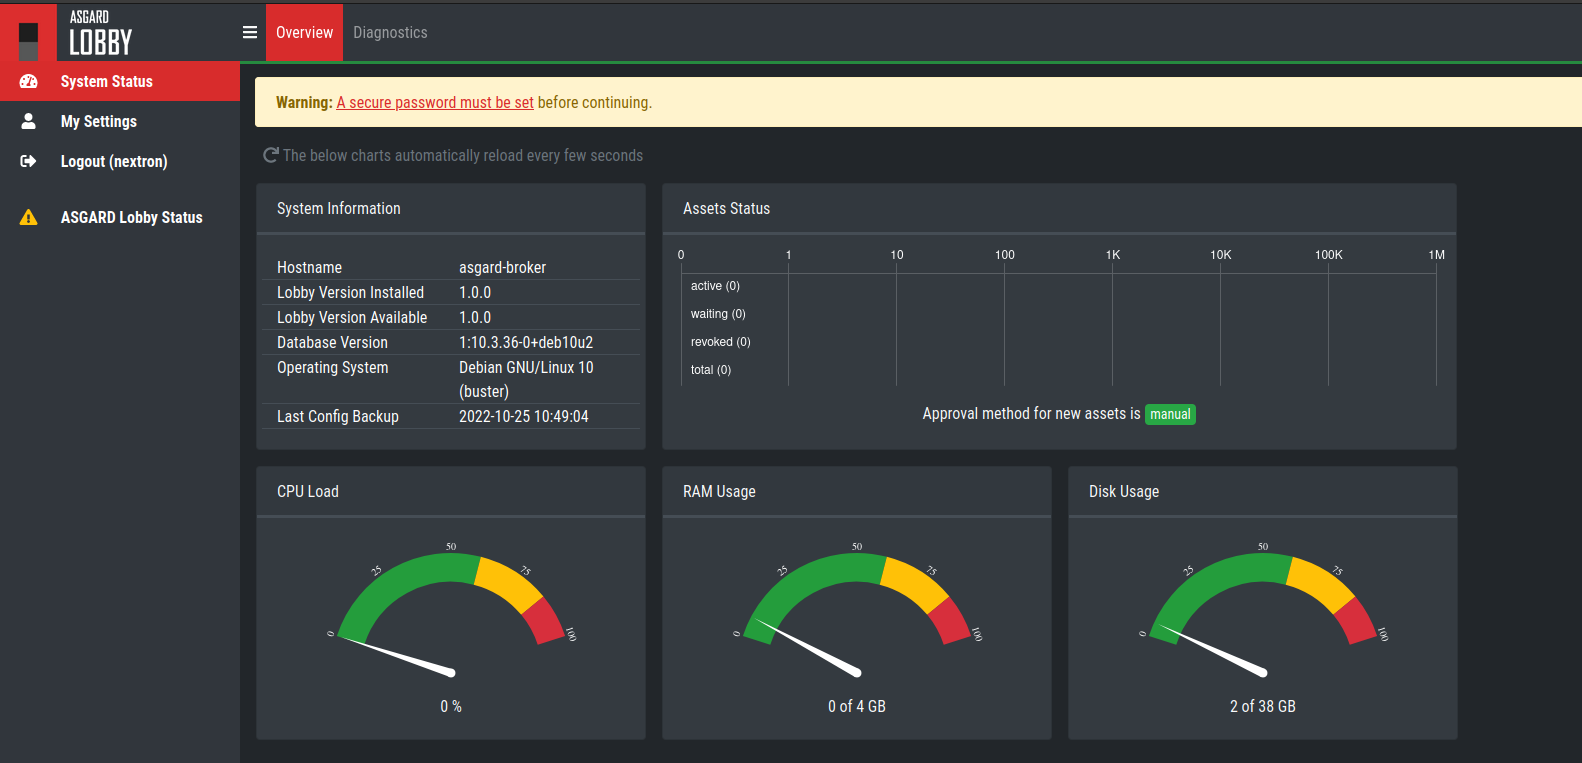 ASGARD
LOBBY
Overview
Diagnostics
System Status
My Settings
Logout (nextron)
ASGARD Lobby Status
Warning: A secure password must be set before continuing.
The below charts automatically reload every few seconds
System Information
Hostname asgard-broker
Lobby Version Installed 1.0.0
Lobby Version Available 1.0.0
Database Version 1:10.3.36-0+deb10u2
Operating System Debian GNU/Linux 10
(buster)
Last Config Backup 2022-10-25 10:49:04
Assets Status
0 1 10 100 1K 10K 100K 1M
active (0)
waiting (0)
revoked (0)
total (0)
Approval method for new assets is manual
CPU Load
0 25 50 75 100
0 %
RAM Usage
0 25 50 75 100
0 of 4 GB
Disk Usage
0 25 50 75 100
2 of 38 GB